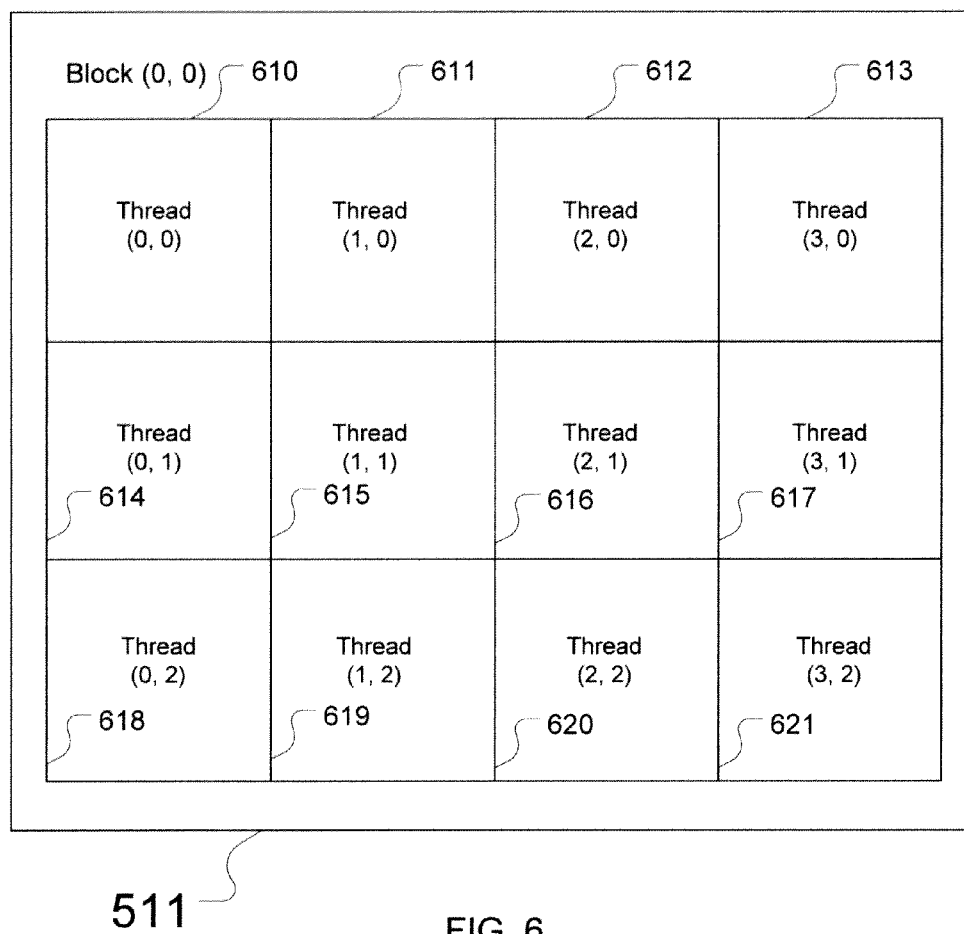 Block (0, 0) 610 611 612 613
Thread Thread Thread Thread
(0, 0) (1, 0) (2, 0) (3, 0)
Thread Thread Thread Thread
(0, 1) (1, 1) (2, 1) (3, 1)
614 615 616 617
Thread Thread Thread Thread
(0, 2) (1, 2) (2, 2) (3, 2)
618 619 620 621
511
FIG. 6